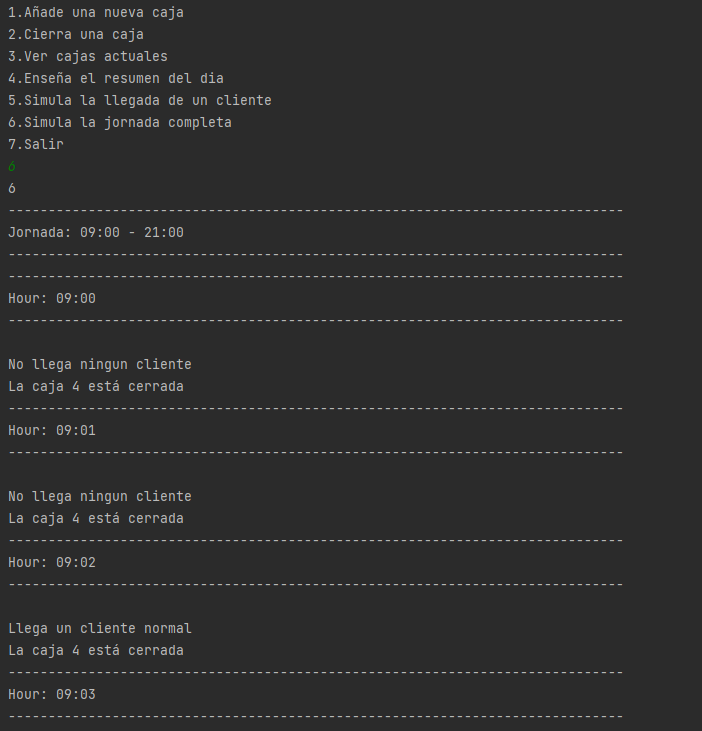 1.Añade una nueva caja
2.Cierra una caja
3.Ver cajas actuales
4.Enseña el resumen del dia
5.Simula la llegada de un cliente
6.Simula la jornada completa
7.Salir
6
6
-----------------------------------------------------------------------------
Jornada: 09:00 - 21:00
-----------------------------------------------------------------------------
-----------------------------------------------------------------------------
Hour: 09:00
-----------------------------------------------------------------------------
No llega ningun cliente
La caja 4 está cerrada
-----------------------------------------------------------------------------
Hour: 09:01
-----------------------------------------------------------------------------
No llega ningun cliente
La caja 4 está cerrada
-----------------------------------------------------------------------------
Hour: 09:02
-----------------------------------------------------------------------------
Llega un cliente normal
La caja 4 está cerrada
-----------------------------------------------------------------------------
Hour: 09:03
-----------------------------------------------------------------------------